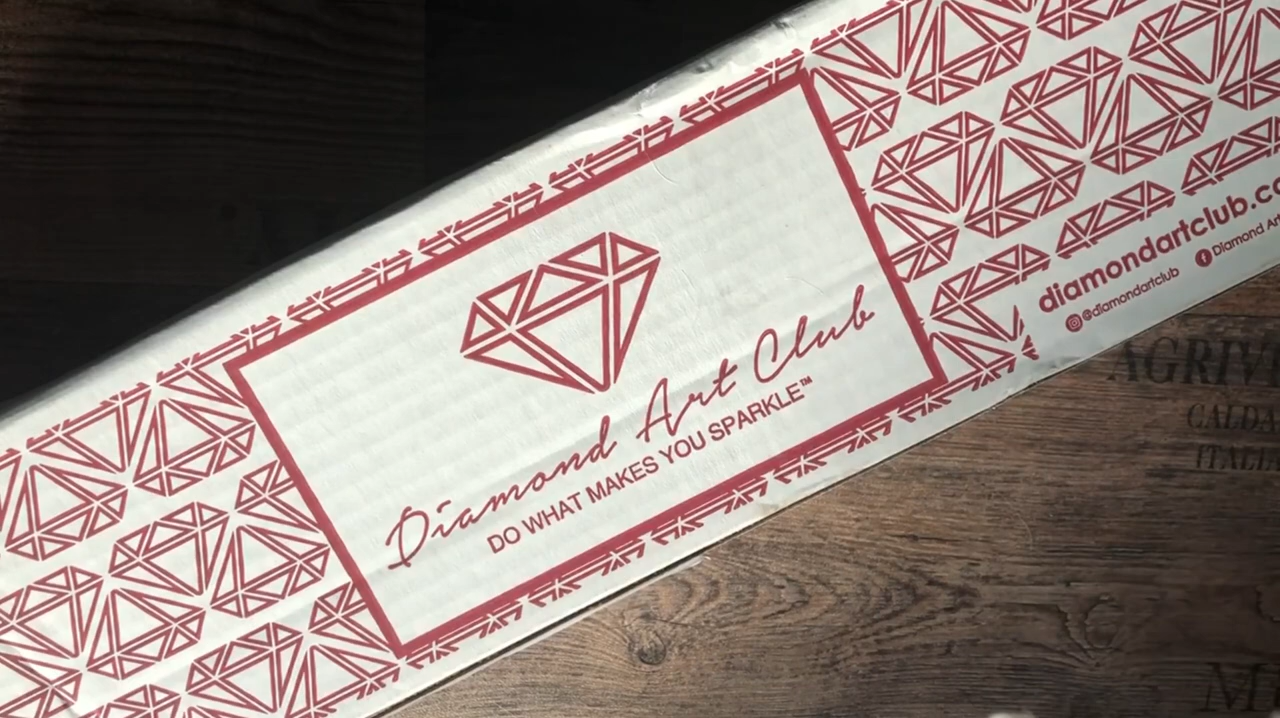 Diamond Art Club
DO WHAT MAKES YOU SPARKLE™
diamondartclub.co
@diamondartclub
Diamond Ar
AGRIV
CALDA
ITALI